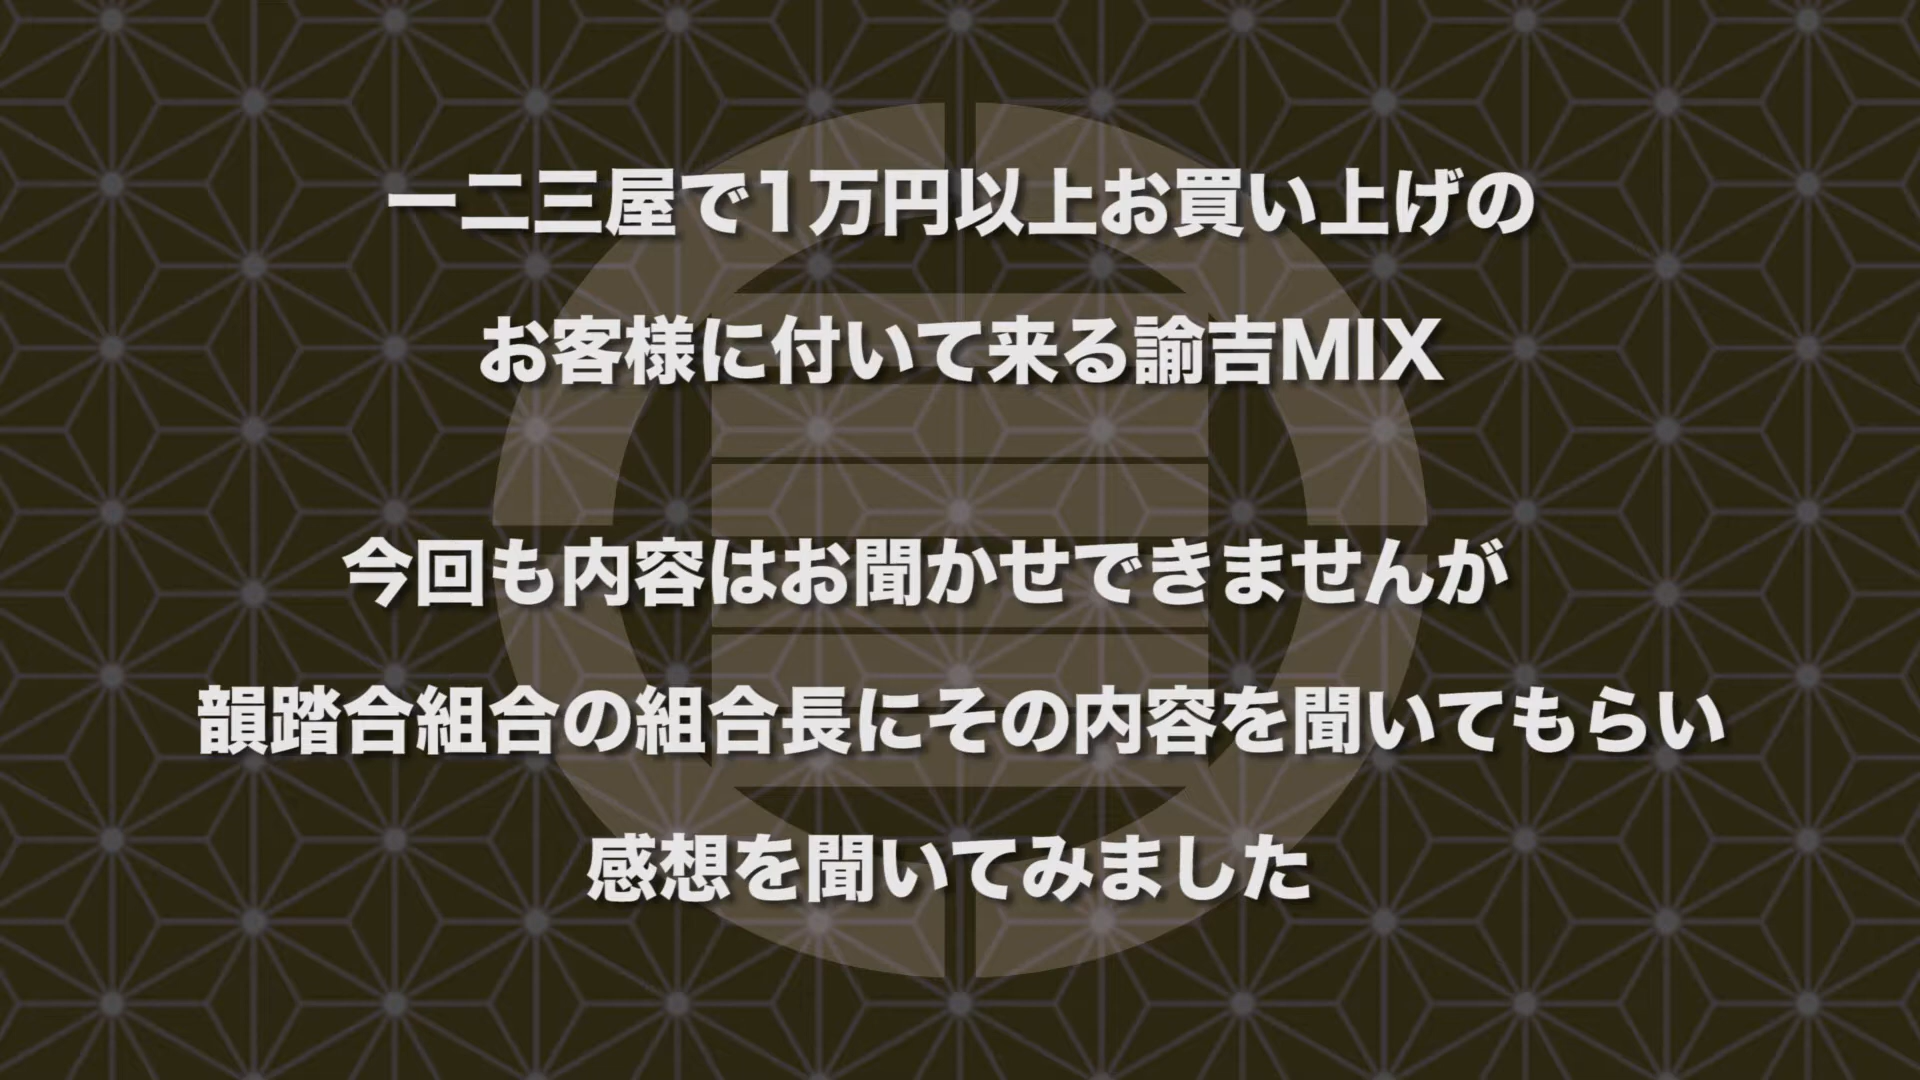 一二三屋で1万円以上お買い上げの
お客様に付いて来る諭吉MIX
今回も内容はお聞かせできませんが
韻踏合組合の組合長にその内容を聞いてもらい
感想を聞いてみました